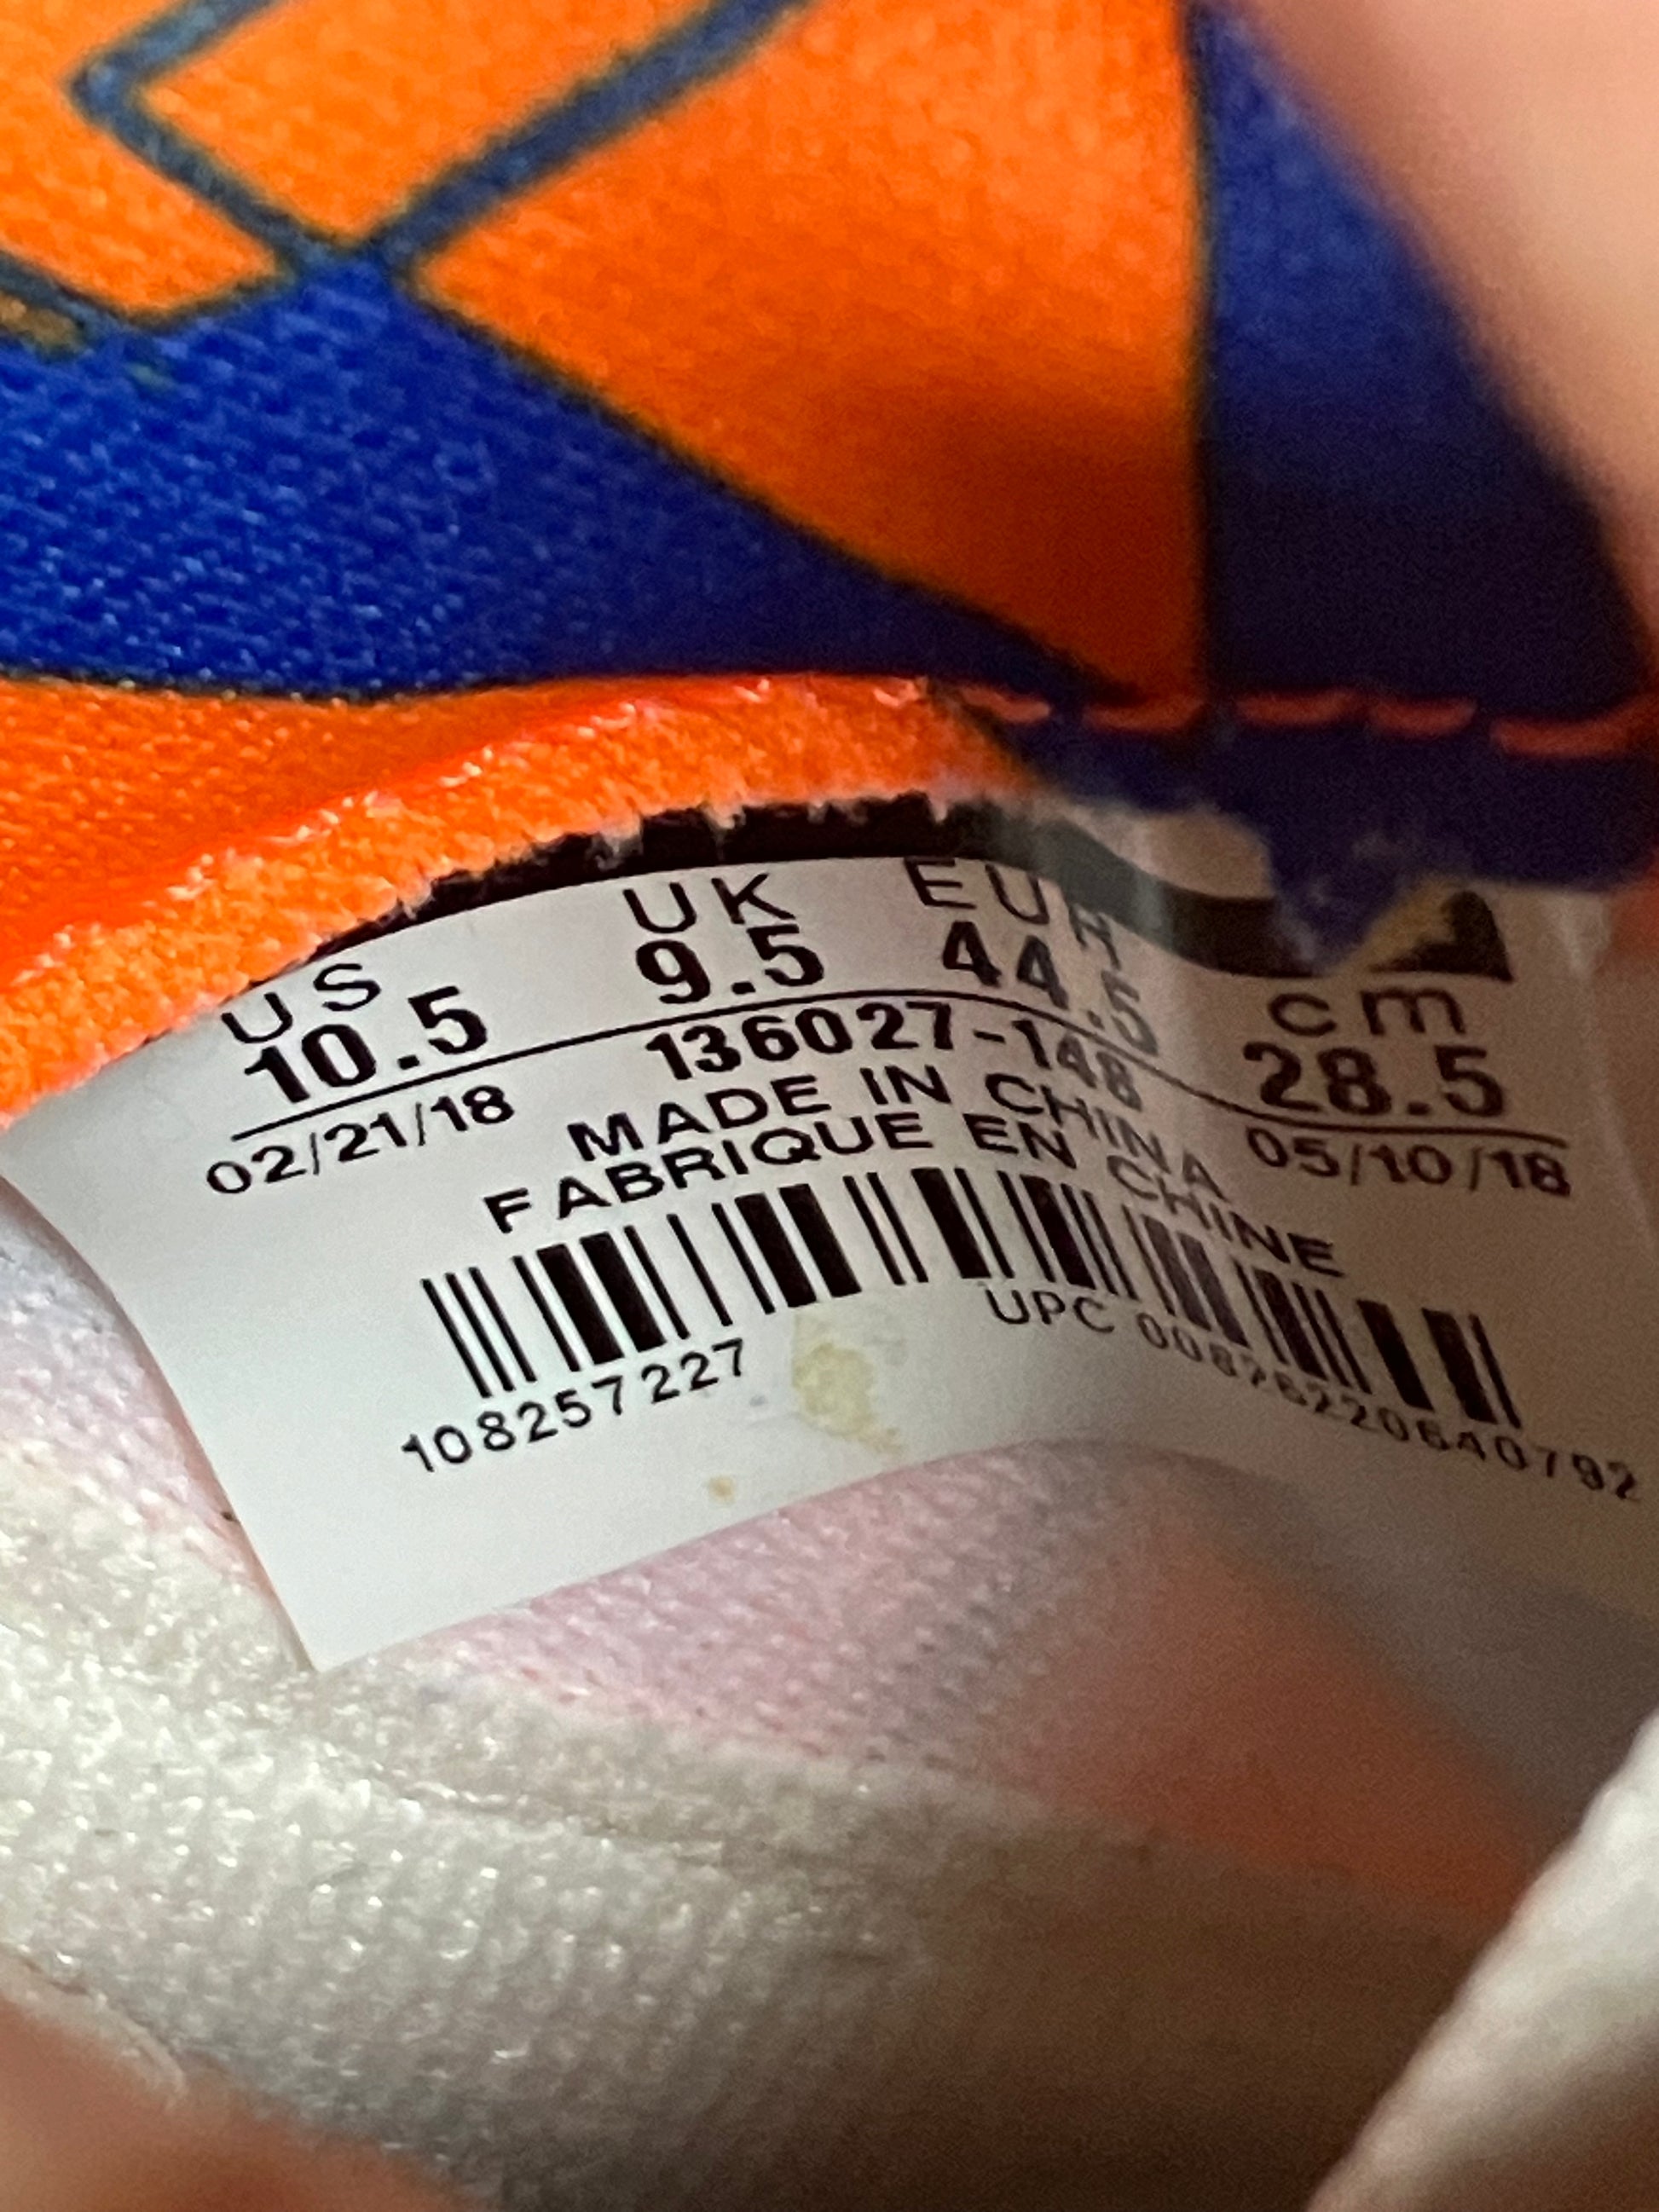 US UK EUR cm
10.5 9.5 44.5 28.5
136027-148
02/21/18 05/10/18
MADE IN CHINA
FABRIQUE EN CHINE
108257227
UPC